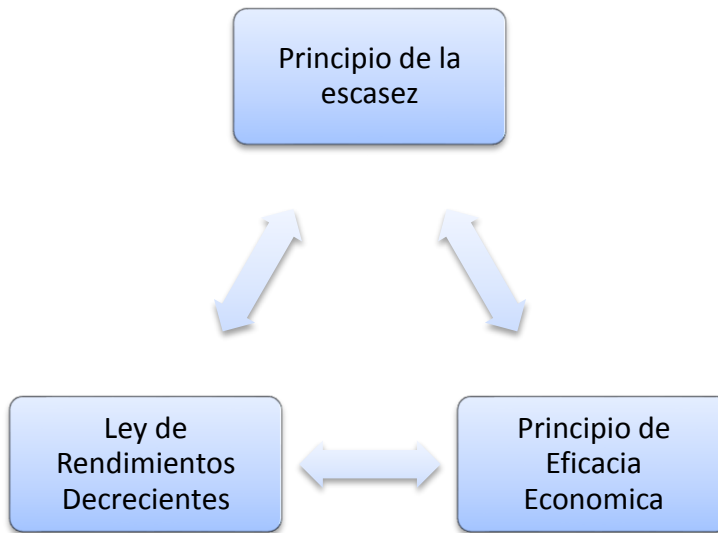 Principio de la
escasez
Ley de
Rendimientos
Decrecientes
Principio de
Eficacia
Economica